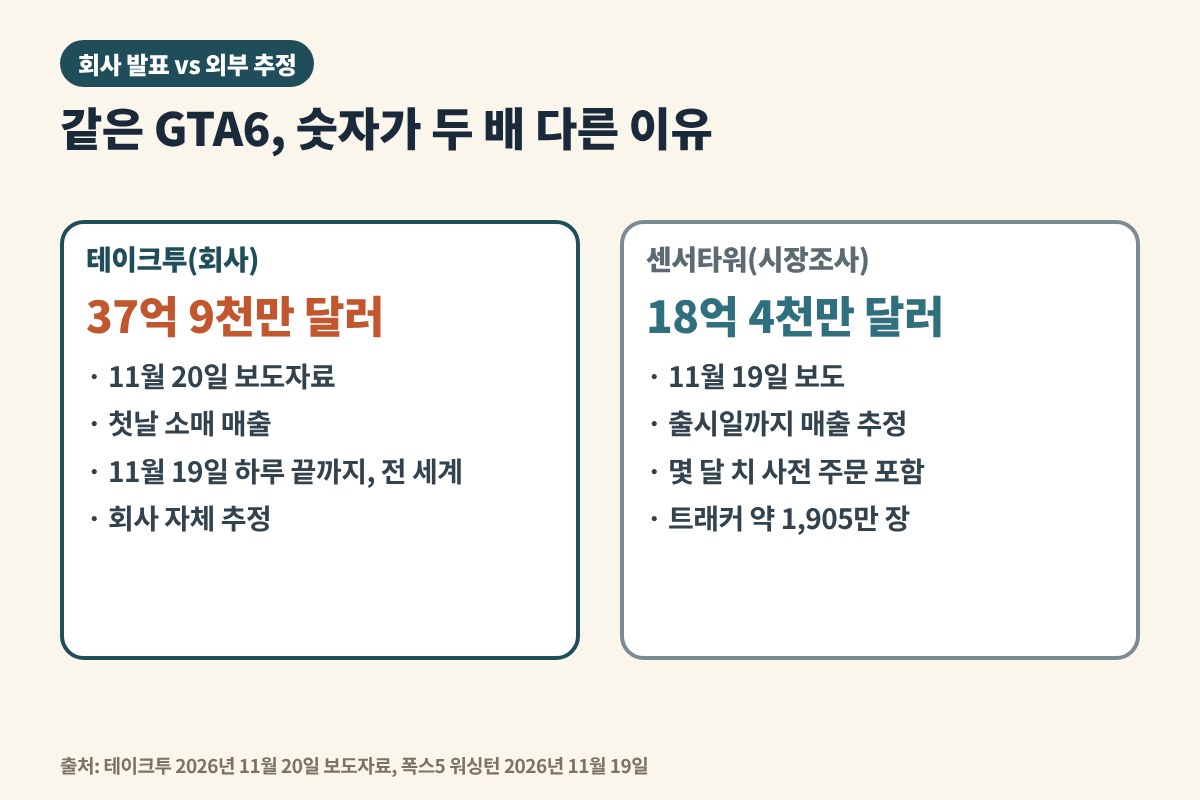 회사 발표 vs 외부 추정
같은 GTA6, 숫자가 두 배 다른 이유
테이크투(회사)
37억 9천만 달러
· 11월 20일 보도자료
· 첫날 소매 매출
· 11월 19일 하루 끝까지, 전 세계
· 회사 자체 추정
센서타워(시장조사)
18억 4천만 달러
· 11월 19일 보도
· 출시일까지 매출 추정
· 몇 달 치 사전 주문 포함
· 트래커 약 1,905만 장
출처: 테이크투 2026년 11월 20일 보도자료, 폭스5 워싱턴 2026년 11월 19일